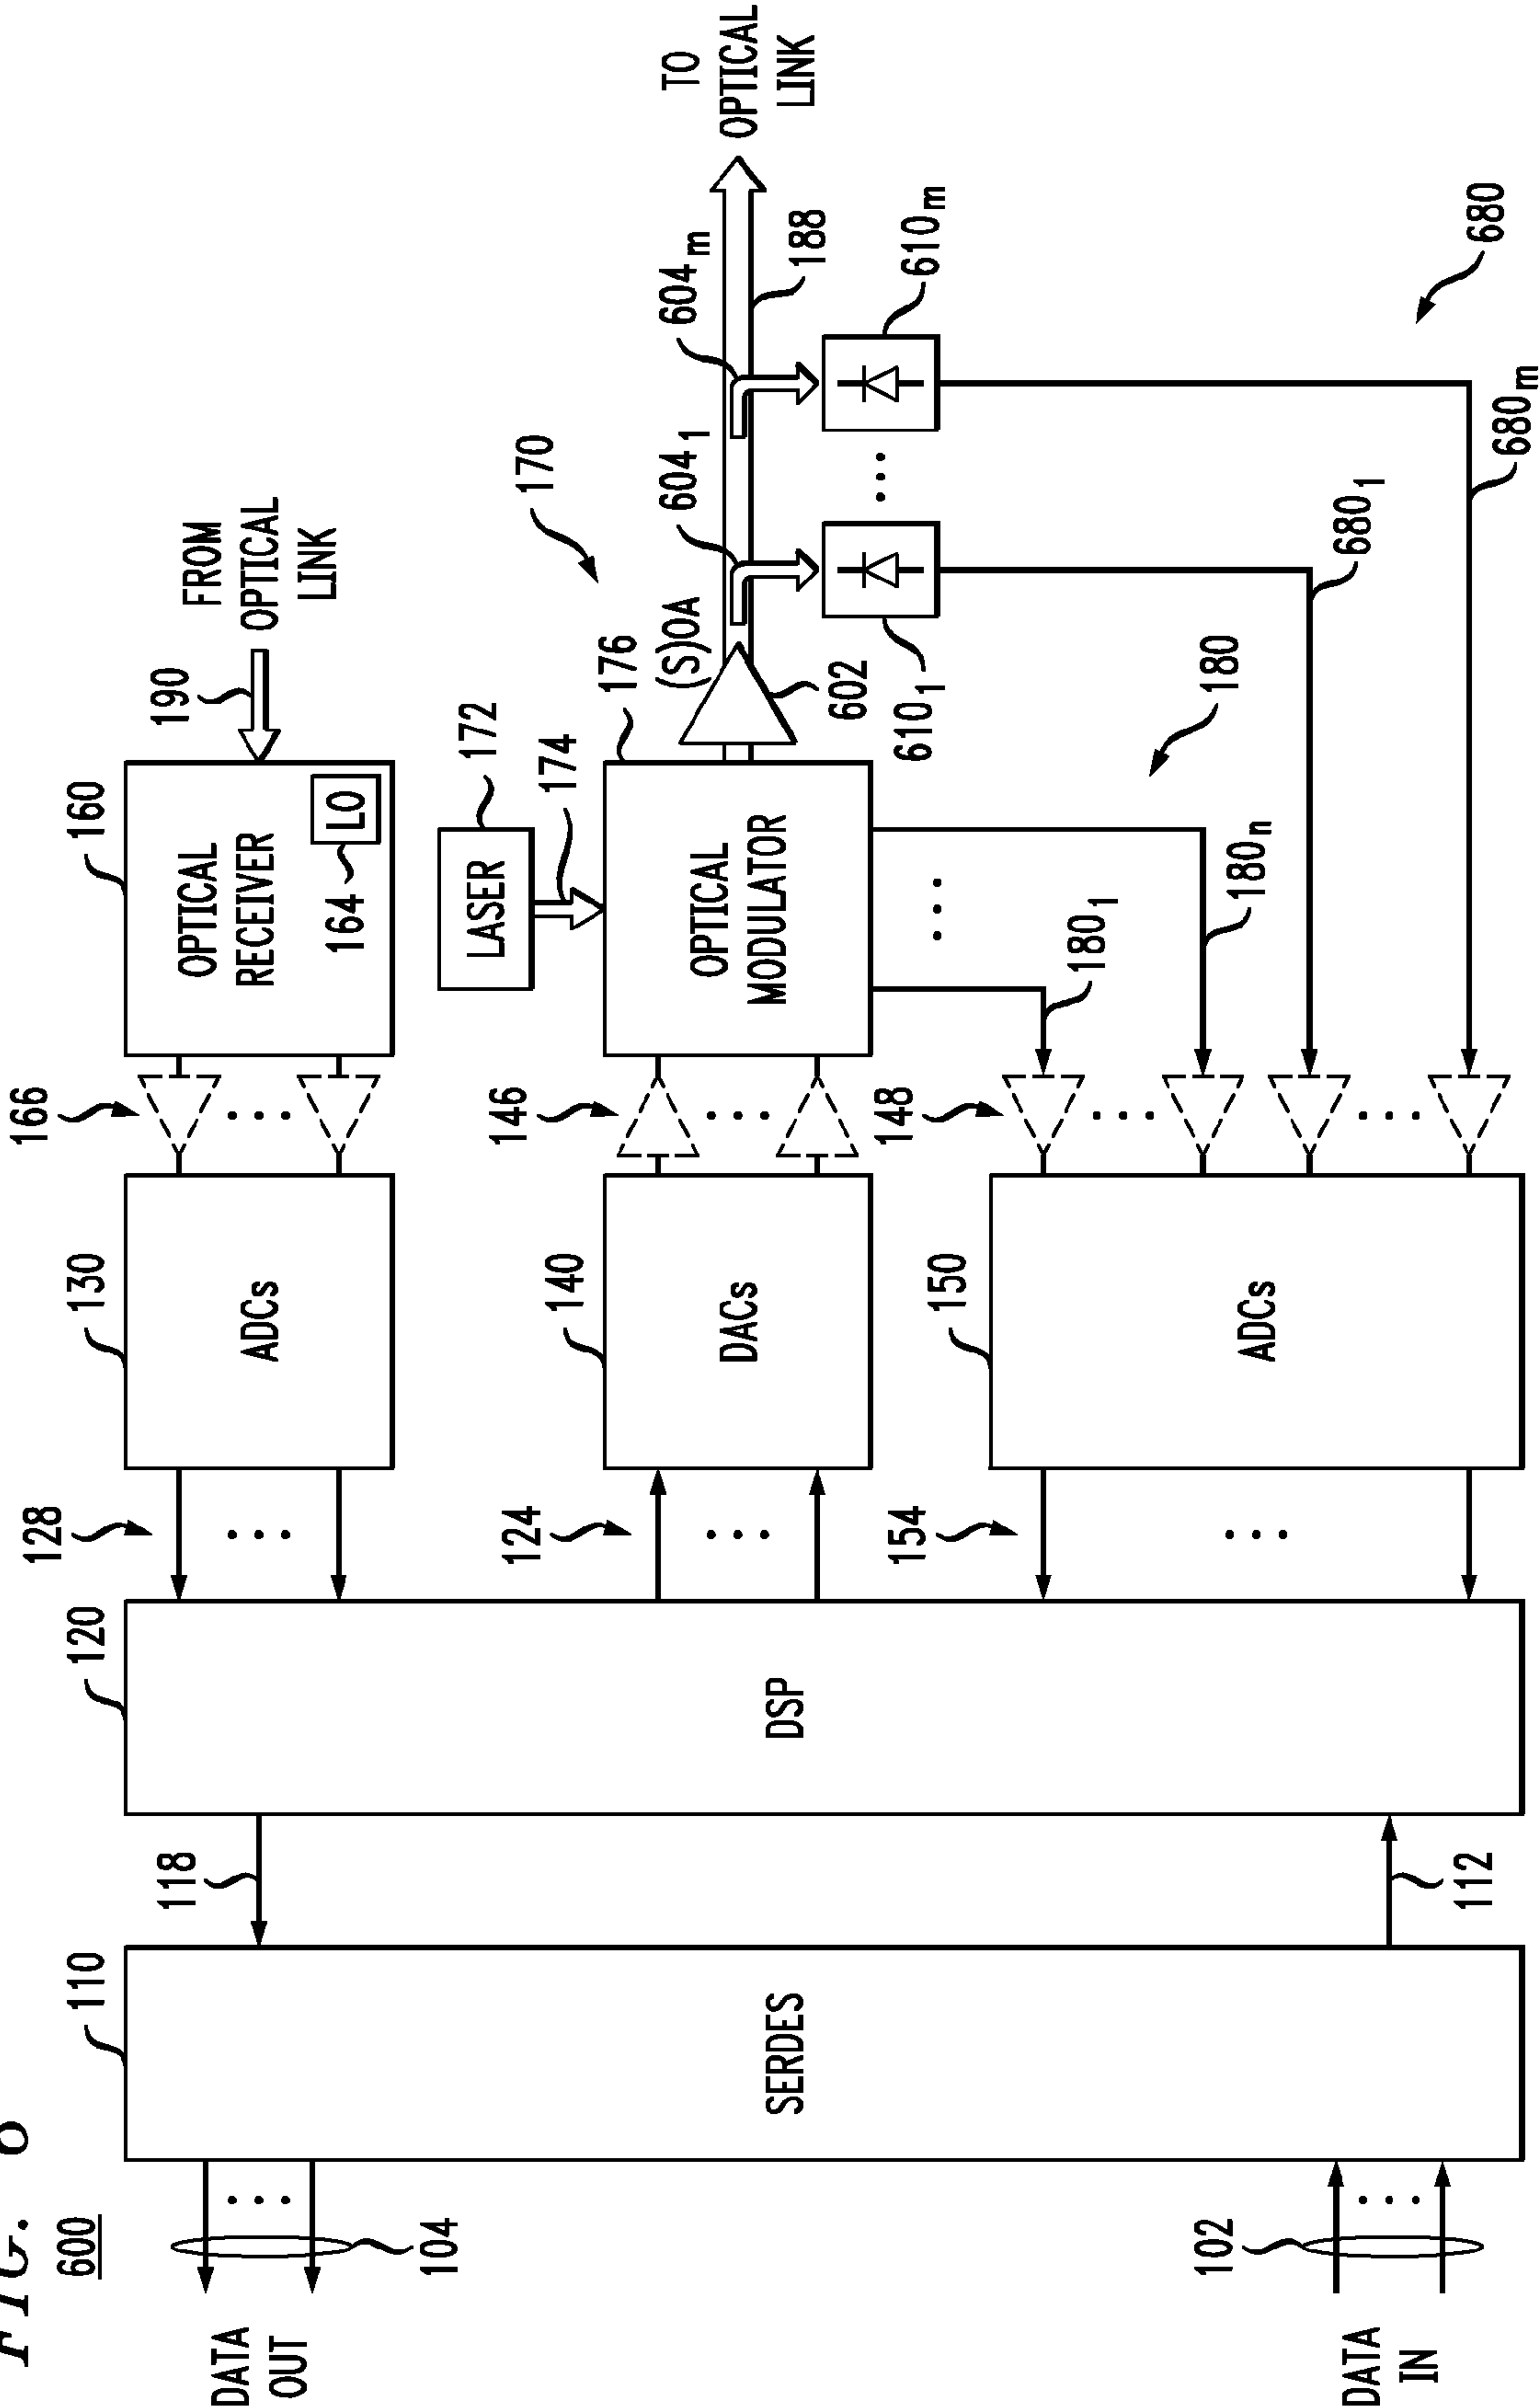 FIG. 6
600
DATA
OUT
104
DATA
IN
102
110
SERDES
118
112
120
DSP
128
124
154
130
ADCs
140
DACs
150
ADCs
166
146
148
160
OPTICAL
RECEIVER
164
LO
190
FROM
OPTICAL
LINK
172
LASER
174
176
OPTICAL
MODULATOR
170
(S)OA
602
604₁
604ₘ
188
TO
OPTICAL
LINK
610₁
610ₘ
180₁
180ₙ
180
680₁
680ₘ
680